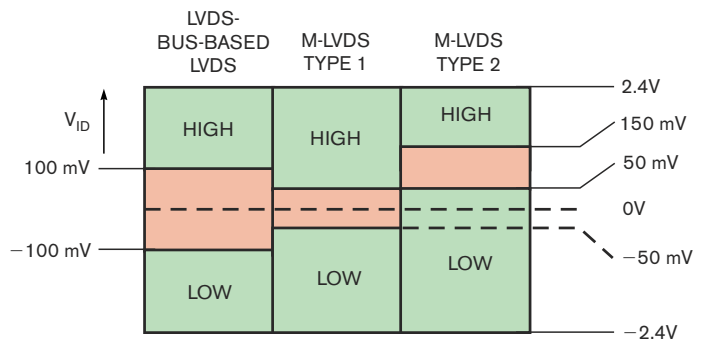 LVDS-
BUS-BASED
LVDS
M-LVDS
TYPE 1
M-LVDS
TYPE 2
V_ID
HIGH
HIGH
HIGH
2.4V
150 mV
100 mV
50 mV
0V
−100 mV
−50 mV
LOW
LOW
LOW
−2.4V